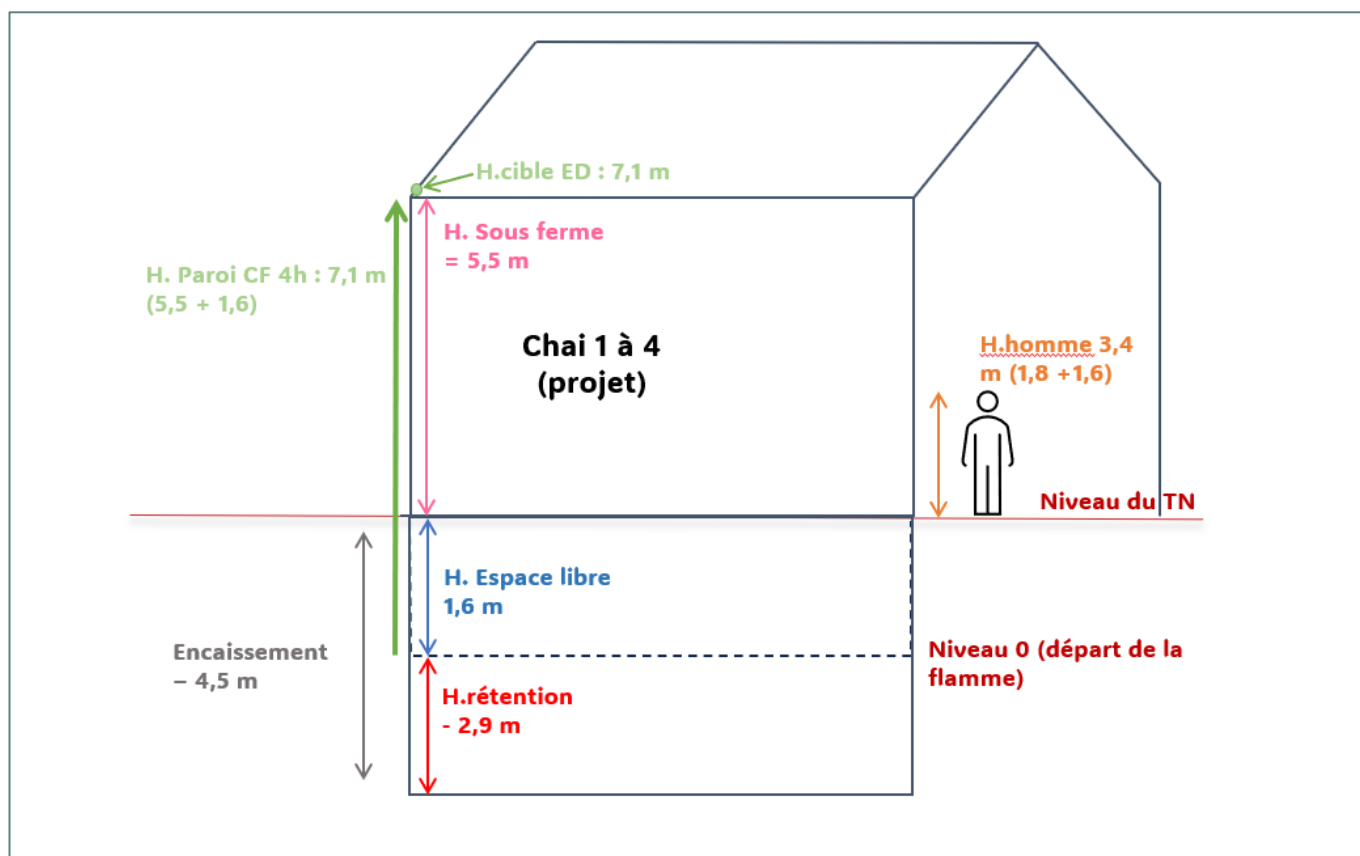 H.cible ED : 7,1 m
H. Sous ferme
= 5,5 m
H. Paroi CF 4h : 7,1 m
(5,5 + 1,6)
Chai 1 à 4
(projet)
H.homme 3,4
m (1,8 +1,6)
Niveau du TN
H. Espace libre
1,6 m
Encaissement
– 4,5 m
Niveau 0 (départ de la
flamme)
H.rétention
- 2,9 m